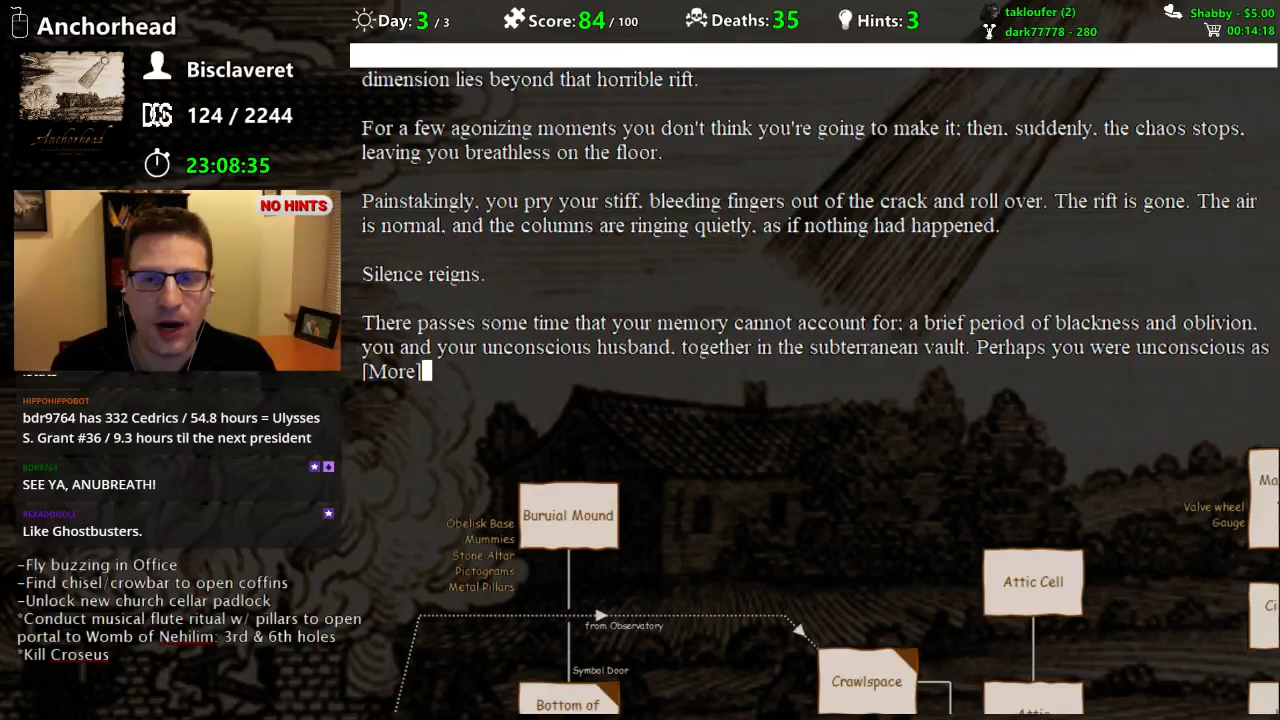 Anchorhead
Day: 3 / 3
Score: 84 / 100
Deaths: 35
Hints: 3
takloufer (2)
dark77778 - 280
Shabby - $5.00
00:14:18
Anchorhead
Bisclaveret
DCS 124 / 2244
23:08:35
NO HINTS
HIPPOHIPPOBOT
bdr9764 has 332 Cedrics / 54.8 hours = Ulysses
S. Grant #36 / 9.3 hours til the next president
BDR9764
SEE YA, ANUBREATH!
REXADOODLE
Like Ghostbusters.
-Fly buzzing in Office
-Find chisel/crowbar to open coffins
-Unlock new church cellar padlock
*Conduct musical flute ritual w/ pillars to open
portal to Womb of Nehilim: 3rd & 6th holes
*Kill Croseus
dimension lies beyond that horrible rift.
For a few agonizing moments you don't think you're going to make it; then, suddenly, the chaos stops,
leaving you breathless on the floor.
Painstakingly, you pry your stiff, bleeding fingers out of the crack and roll over. The rift is gone. The air
is normal, and the columns are ringing quietly, as if nothing had happened.
Silence reigns.
There passes some time that your memory cannot account for; a brief period of blackness and oblivion,
you and your unconscious husband, together in the subterranean vault. Perhaps you were unconscious as
[More]
Buruial Mound
Obelisk Base
Mummies
Stone Altar
Pictograms
Metal Pillars
from Observatory
Symbol Door
Bottom of
Crawlspace
Attic Cell
Attic
Valve wheel
Gauge
Ma
Ci